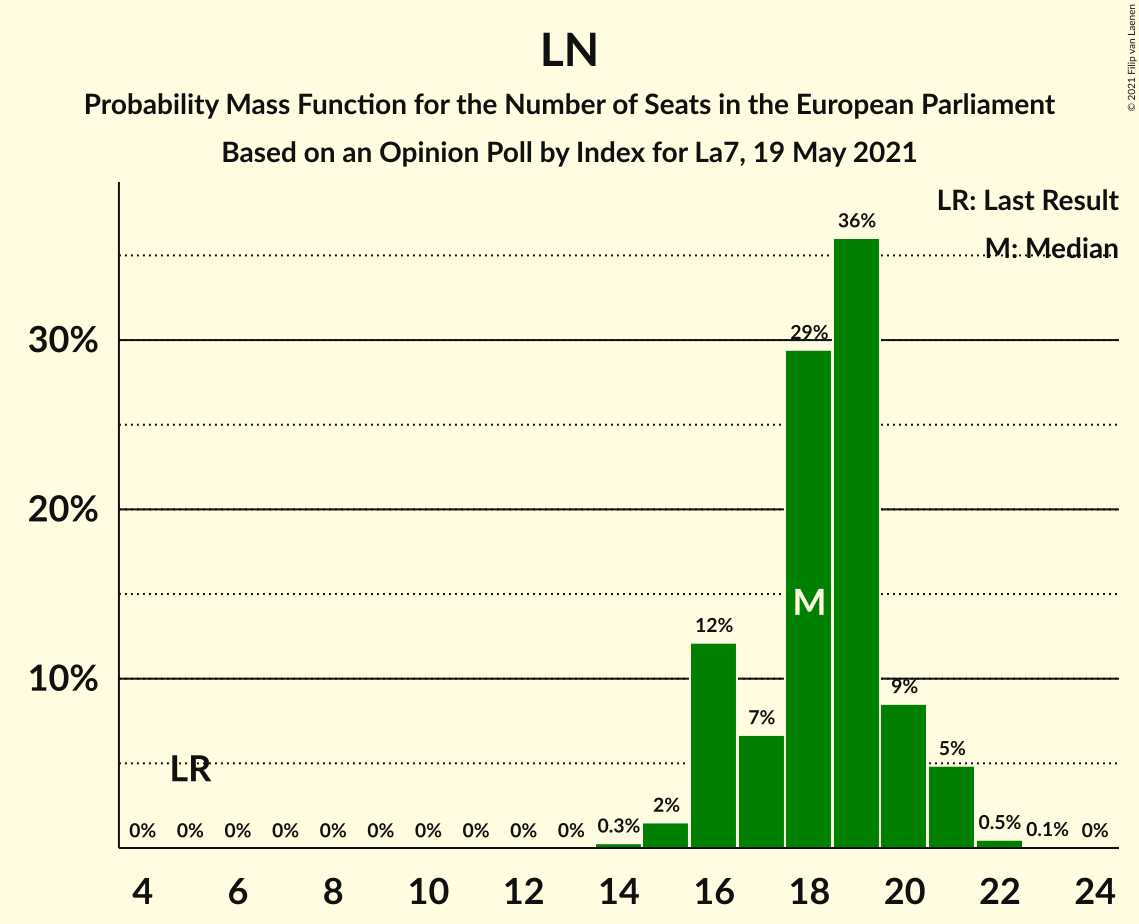 LN
Probability Mass Function for the Number of Seats in the European Parliament
Based on an Opinion Poll by Index for La7, 19 May 2021
© 2021 Filip van Laenen
LR: Last Result
M: Median
30%
20%
10%
36%
29%
12%
9%
7%
5%
2%
0% 0% 0% 0% 0% 0% 0% 0% 0% 0% 0.3% 0.5% 0.1% 0%
LR
M
4 6 8 10 12 14 16 18 20 22 24